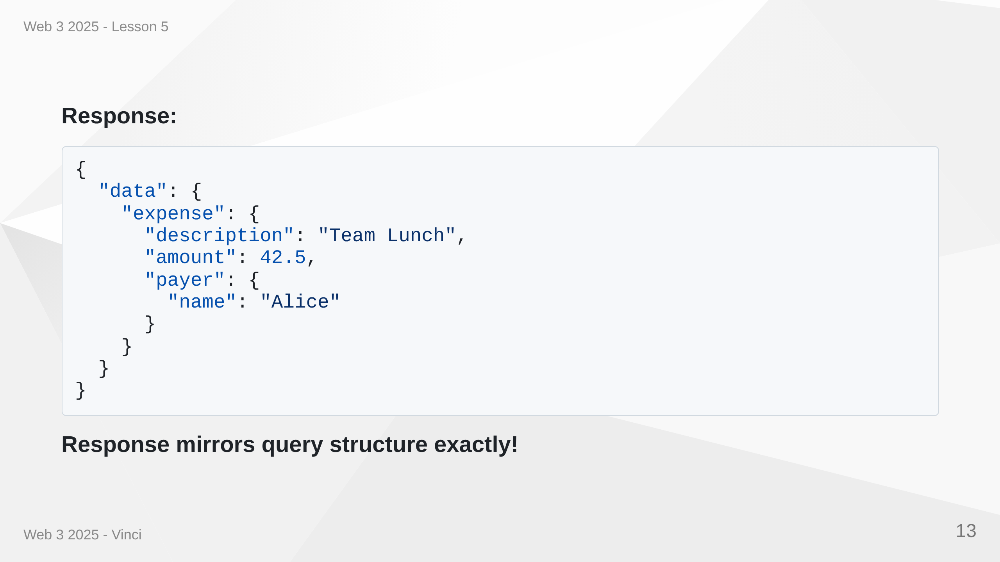 Web 3 2025 - Lesson 5
Response:
{
  "data": {
    "expense": {
      "description": "Team Lunch",
      "amount": 42.5,
      "payer": {
        "name": "Alice"
      }
    }
  }
}
Response mirrors query structure exactly!
Web 3 2025 - Vinci
13